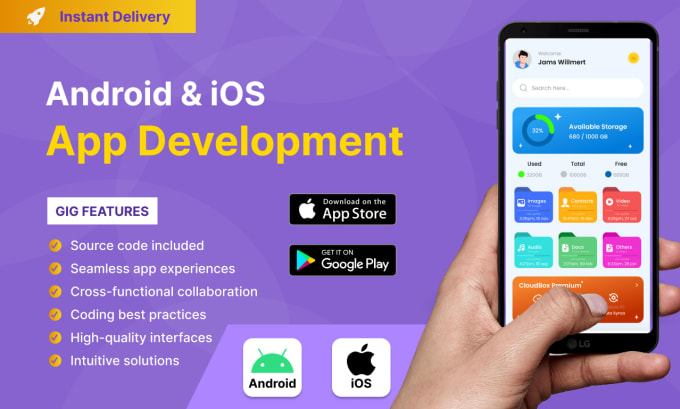 Instant Delivery
Android & iOS
App Development
GIG FEATURES
Source code included
Seamless app experiences
Cross-functional collaboration
Coding best practices
High-quality interfaces
Intuitive solutions
Download on the
App Store
GET IT ON
Google Play
Android
iOS
Welcome
Jams Willmert
Search here...
32%
Available Storage
680 / 1000 GB
Used Total Free
Images Contacts Video
Audio Docs Others
CloudBox Premium
LG